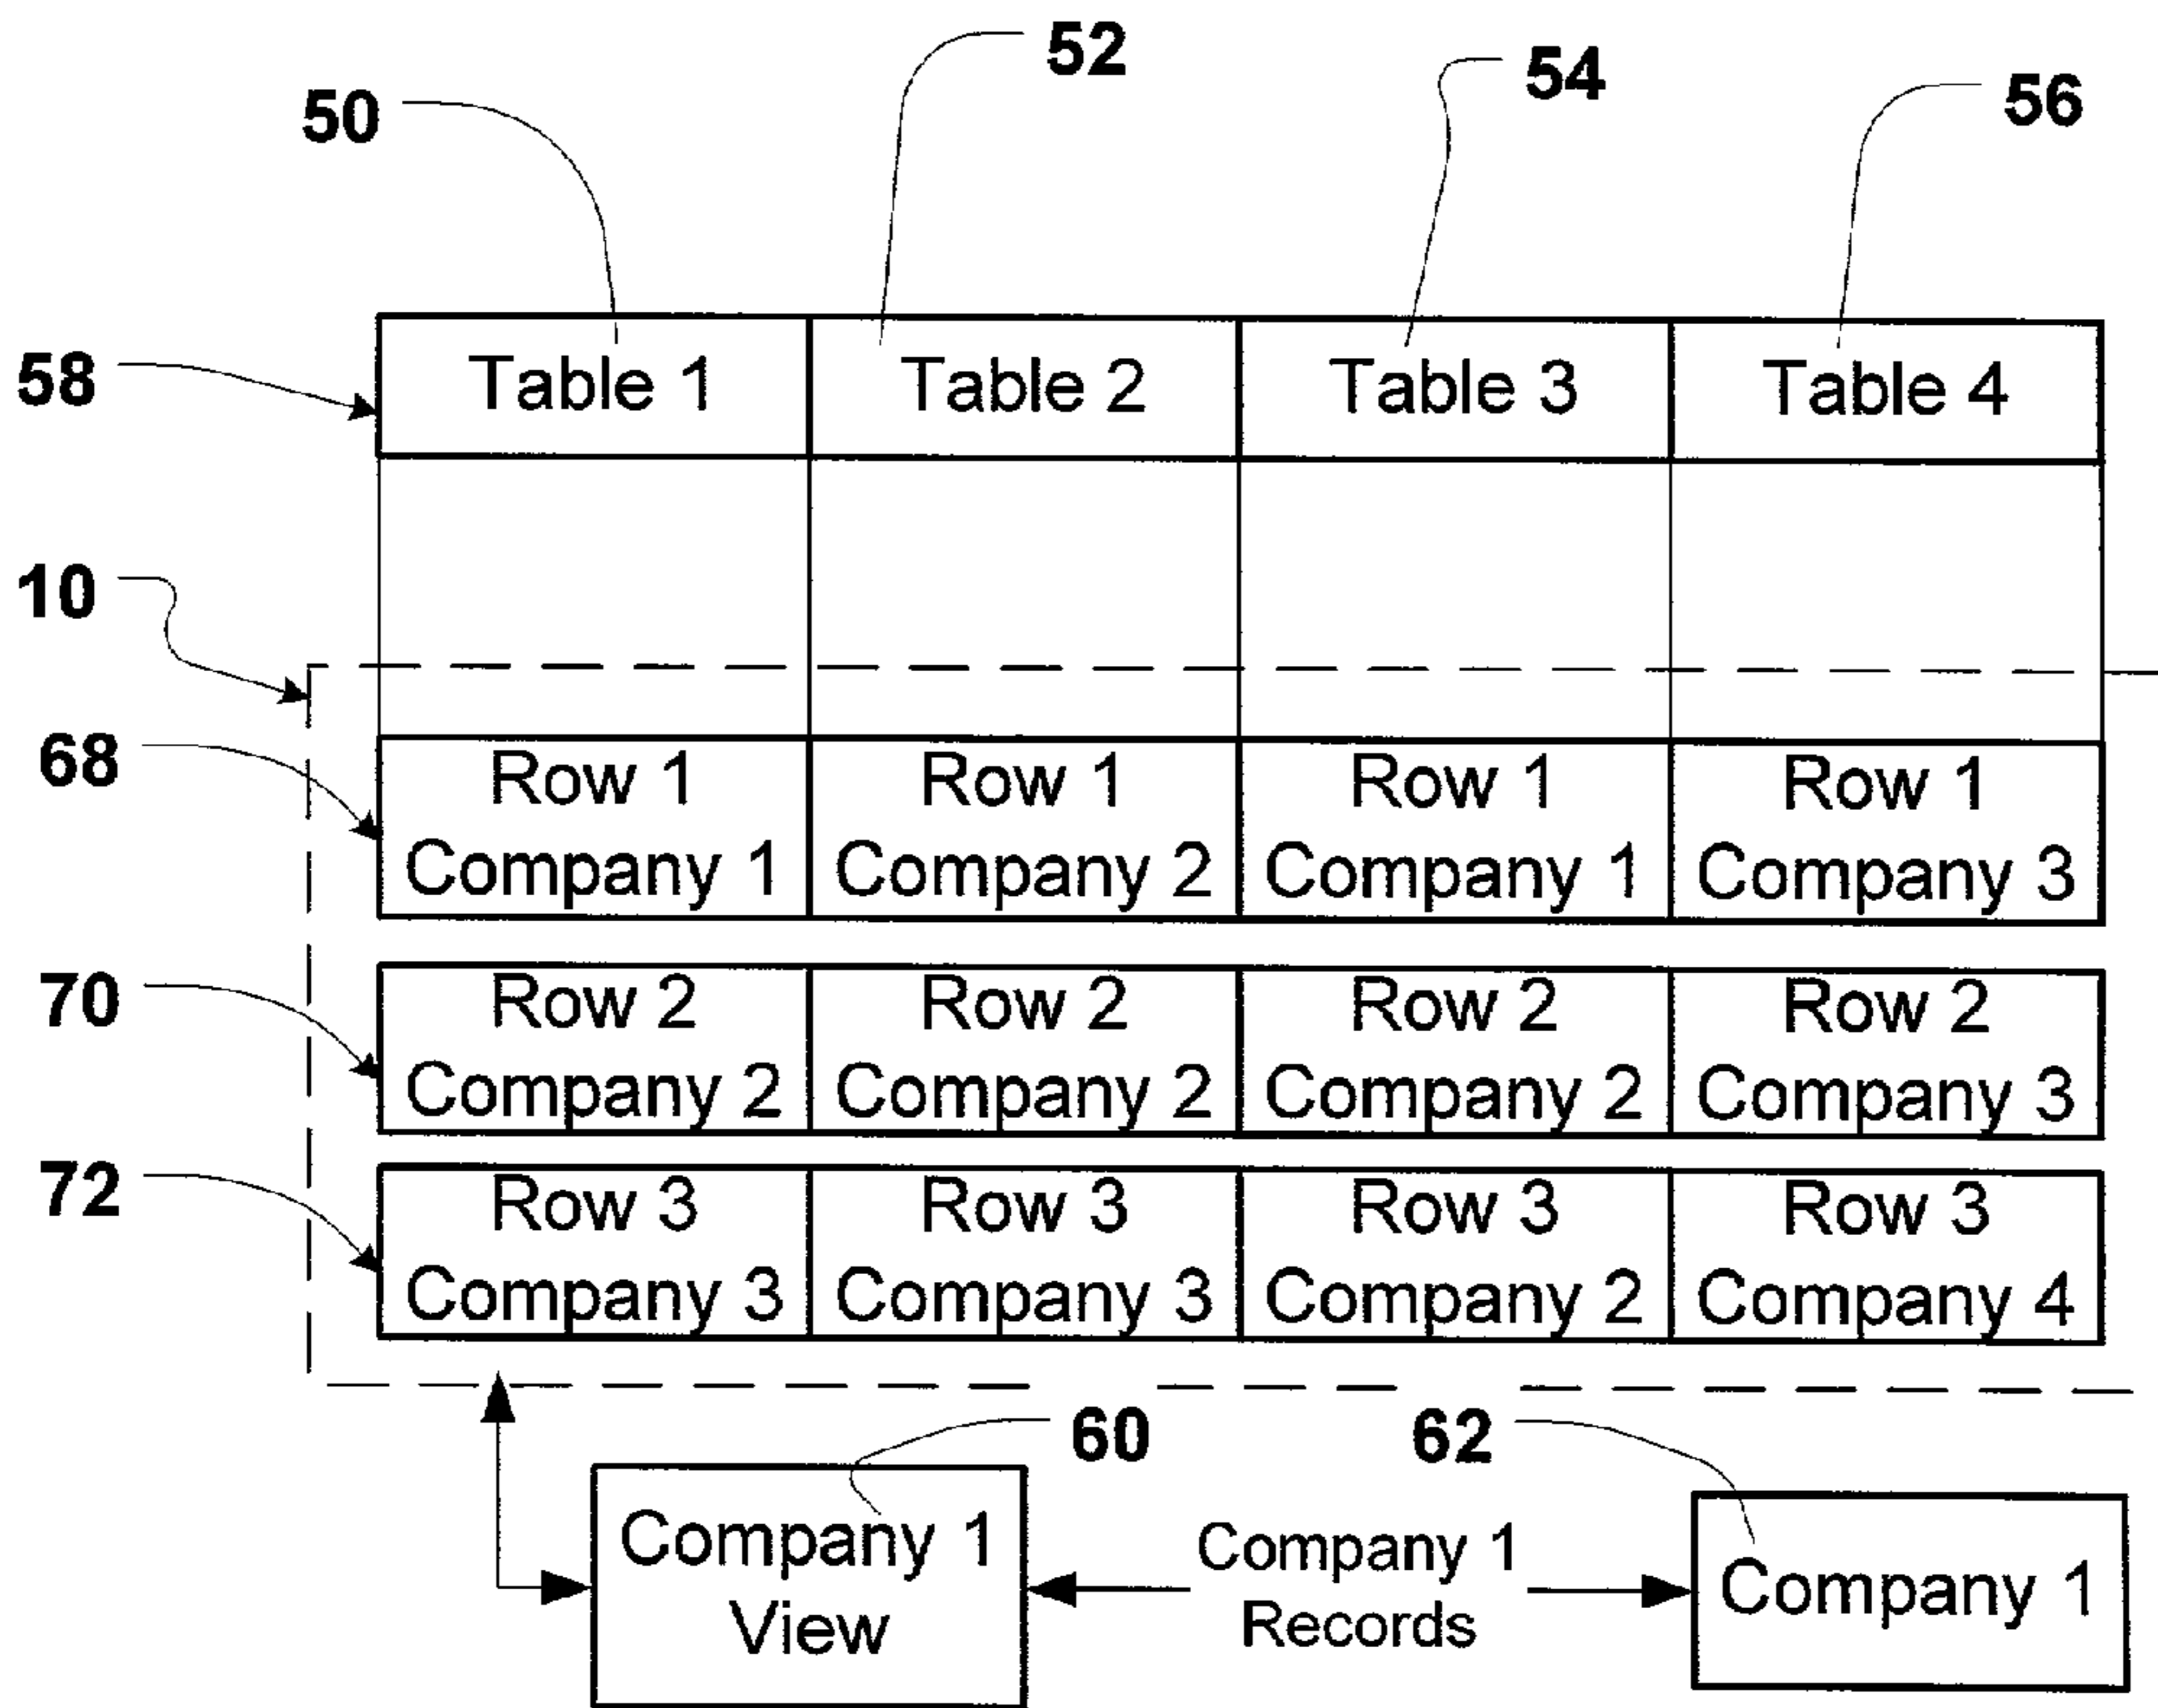 52
54
50
56
58
Table 1 Table 2 Table 3 Table 4
10
68
Row 1 Row 1 Row 1 Row 1
Company 1 Company 2 Company 1 Company 3
70
Row 2 Row 2 Row 2 Row 2
Company 2 Company 2 Company 2 Company 3
72
Row 3 Row 3 Row 3 Row 3
Company 3 Company 3 Company 2 Company 4
60 62
Company 1
View
Company 1
Records
Company 1